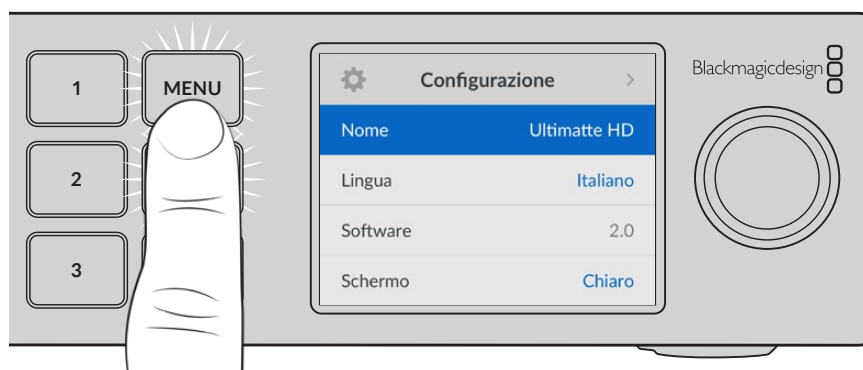 1
MENU
2
3
Configurazione
Nome Ultimatte HD
Lingua Italiano
Software 2.0
Schermo Chiaro
Blackmagicdesign